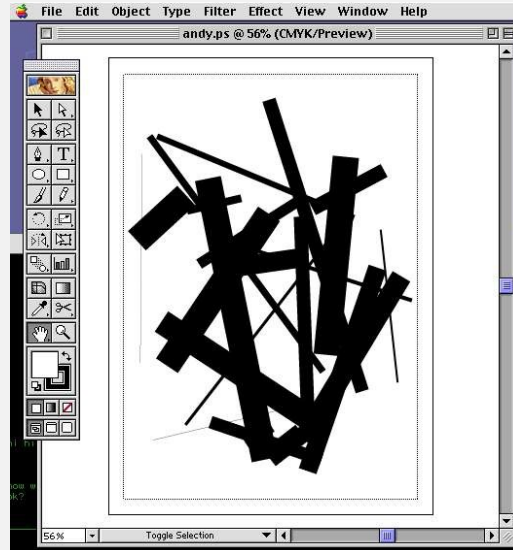 File Edit Object Type Filter Effect View Window Help
andy.ps @ 56% (CMYK/Preview)
T
56%
Toggle Selection